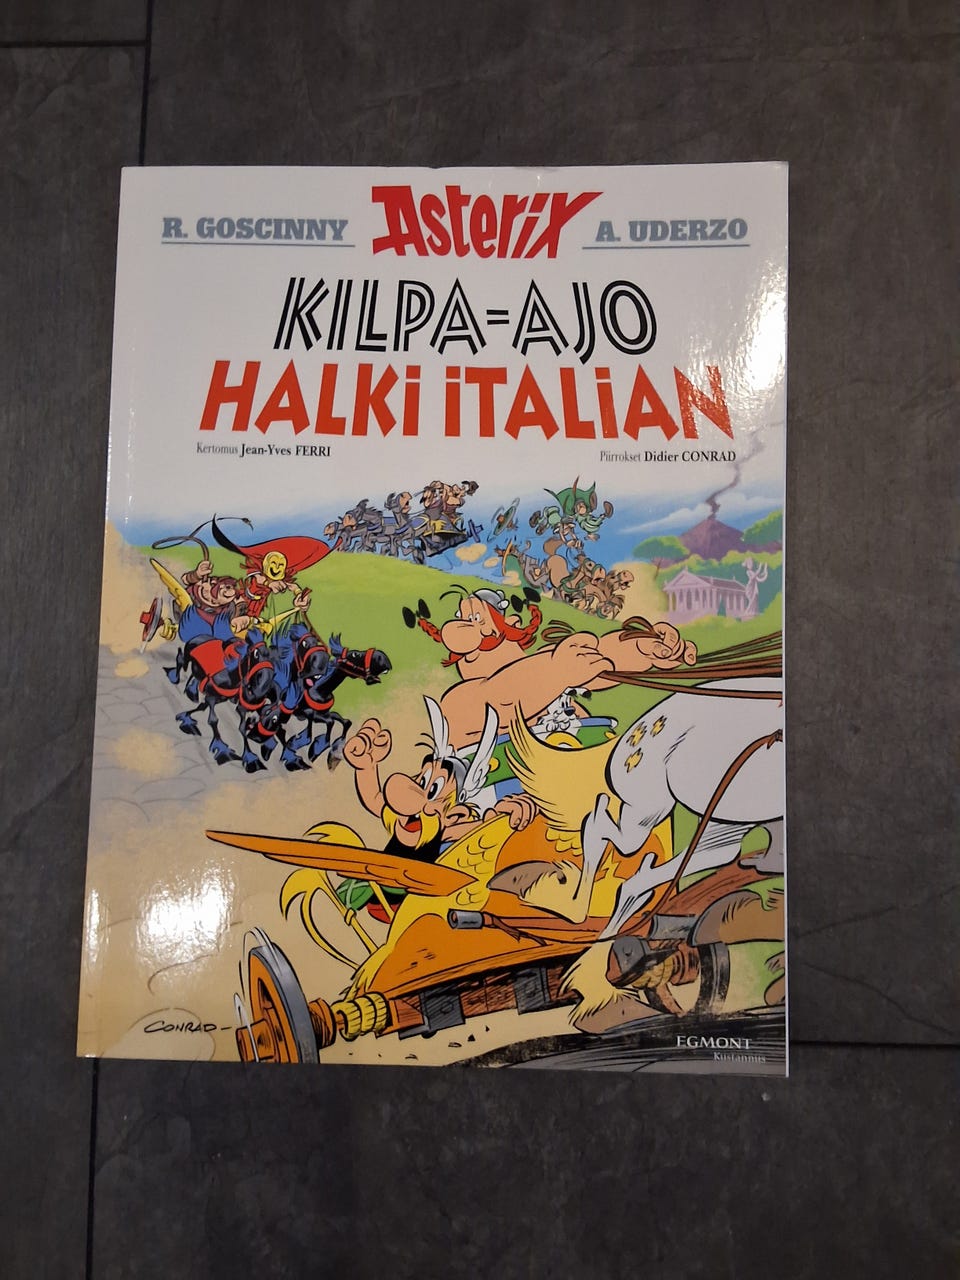 R. GOSCINNY Asterix A. UDERZO
KILPA=AJO
HALKi iTALiAN
Kertomus Jean-Yves FERRI
Piirrokset Didier CONRAD
CONRAD-
EGMONT
Kustannus